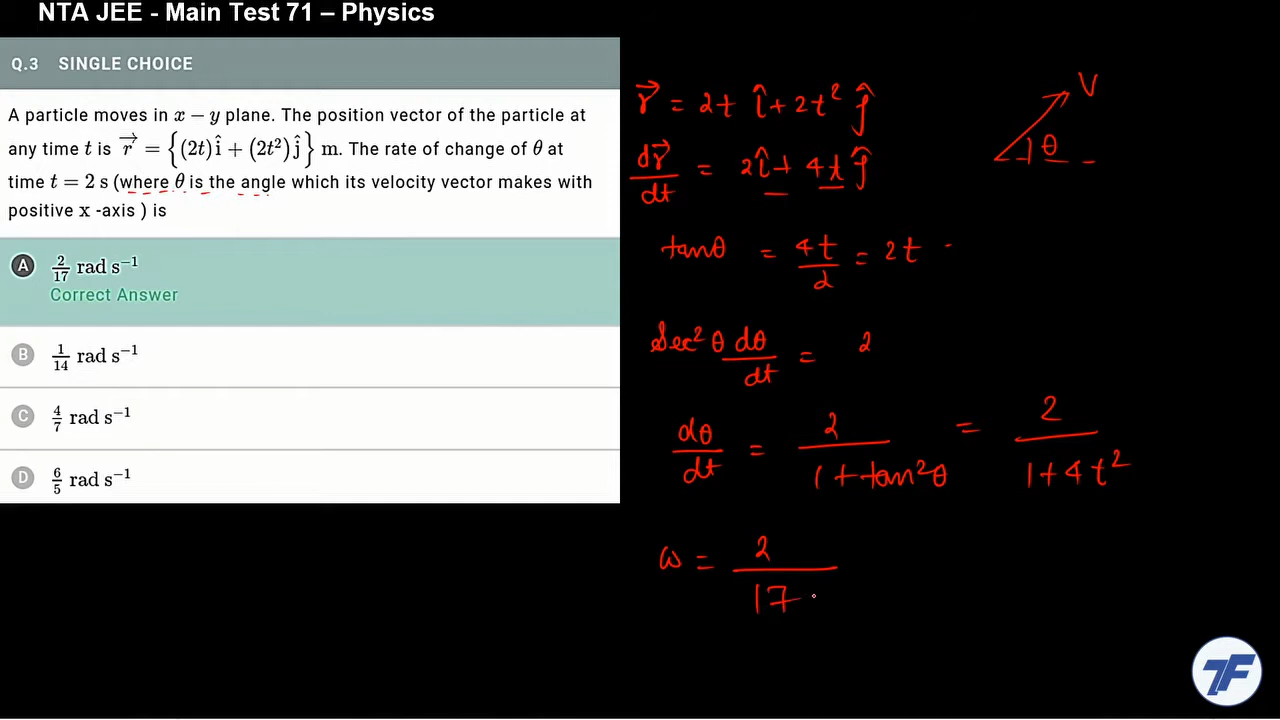 NTA JEE - Main Test 71 – Physics
Q.3 SINGLE CHOICE
A particle moves in x − y plane. The position vector of the particle at
any time t is r⃗ = {(2t)î + (2t²)ĵ} m. The rate of change of θ at
time t = 2 s (where θ is the angle which its velocity vector makes with
positive x -axis ) is
A 2/17 rad s⁻¹
Correct Answer
B 1/14 rad s⁻¹
C 4/7 rad s⁻¹
D 6/5 rad s⁻¹
r⃗ = 2t î + 2t² ĵ
dr⃗/dt = 2î + 4t ĵ
V
θ
tanθ = 4t/2 = 2t
Sec²θ dθ/dt = 2
dθ/dt = 2/(1+tan²θ) = 2/(1+4t²)
ω = 2/17
TF